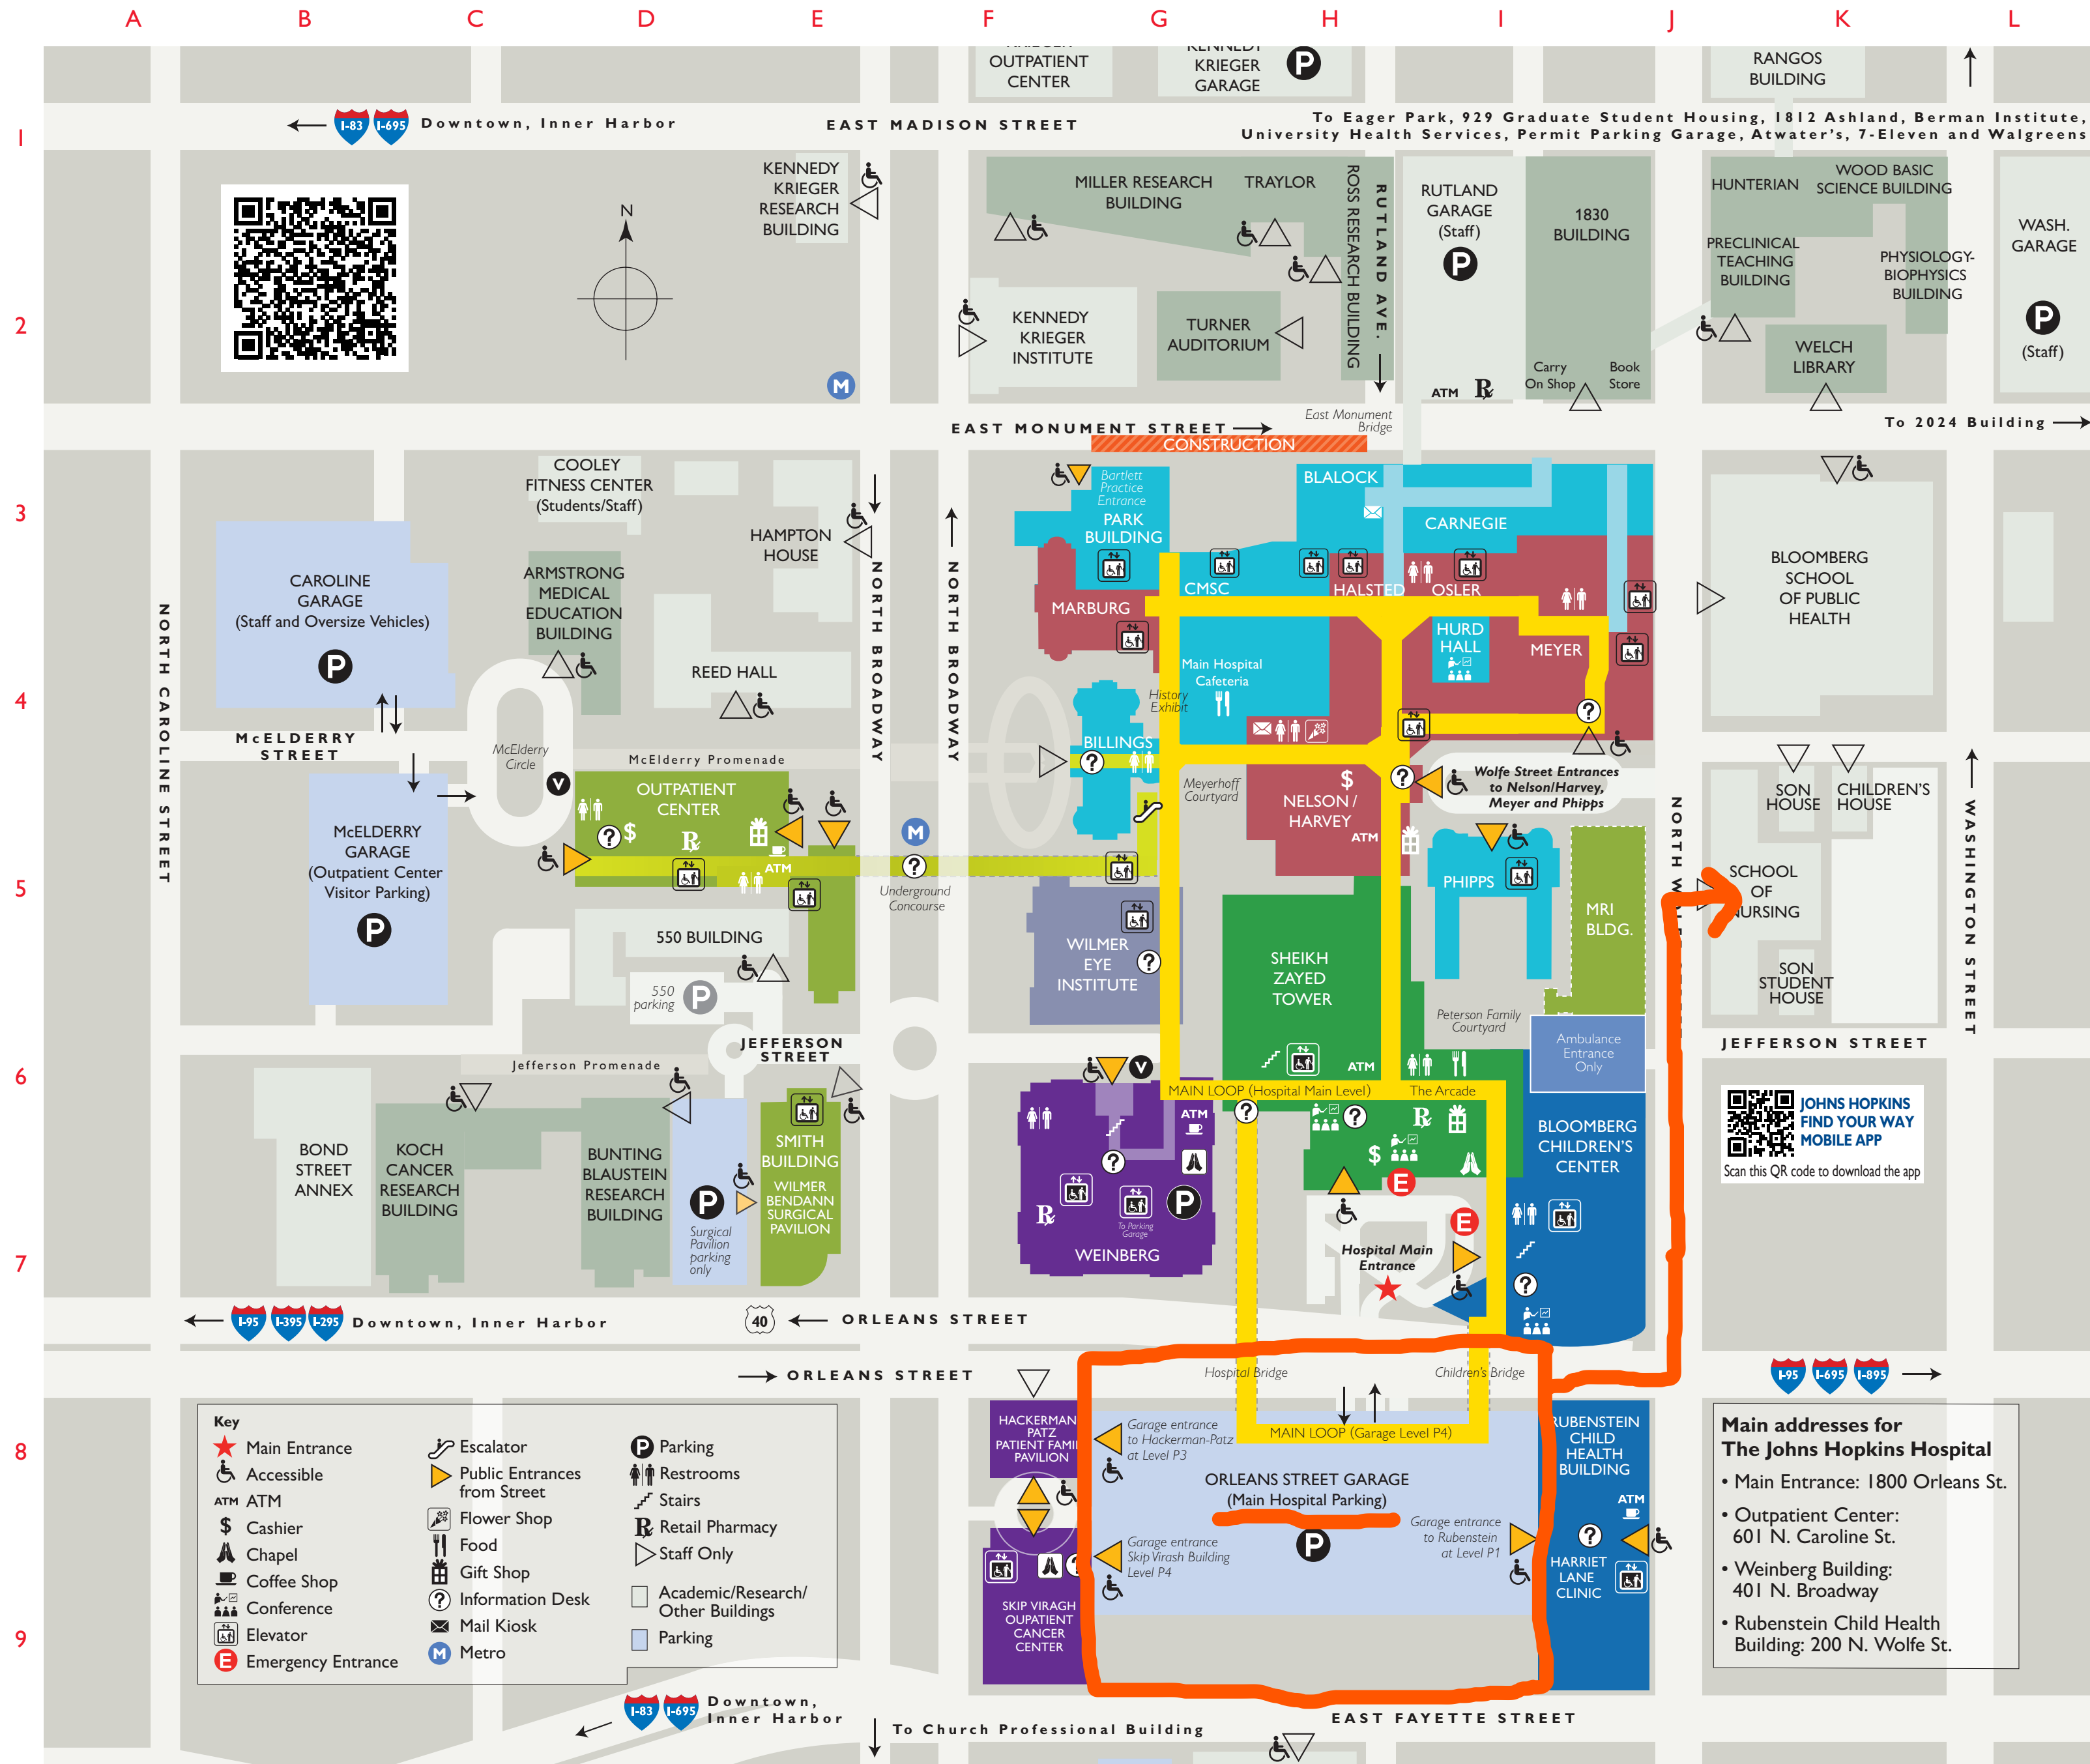 A B C D E F G H I J K L
1
2
3
4
5
6
7
8
9
OUTPATIENT
CENTER
KENNEDY
KRIEGER
GARAGE
P
RANGOS
BUILDING
I-83 I-695 Downtown, Inner Harbor
EAST MADISON STREET
To Eager Park, 929 Graduate Student Housing, 1812 Ashland, Berman Institute,
University Health Services, Permit Parking Garage, Atwater's, 7-Eleven and Walgreens
KENNEDY
KRIEGER
RESEARCH
BUILDING
N
M
MILLER RESEARCH
BUILDING
TRAYLOR
ROSS RESEARCH BUILDING
RUTLAND AVE.
RUTLAND
GARAGE
(Staff)
P
1830
BUILDING
HUNTERIAN
WOOD BASIC
SCIENCE BUILDING
PRECLINICAL
TEACHING
BUILDING
PHYSIOLOGY-
BIOPHYSICS
BUILDING
WASH.
GARAGE
P
(Staff)
KENNEDY
KRIEGER
INSTITUTE
TURNER
AUDITORIUM
ATM Rx
Carry
On Shop
Book
Store
WELCH
LIBRARY
EAST MONUMENT STREET
East Monument
Bridge
CONSTRUCTION
To 2024 Building
COOLEY
FITNESS CENTER
(Students/Staff)
HAMPTON
HOUSE
CAROLINE
GARAGE
(Staff and Oversize Vehicles)
P
ARMSTRONG
MEDICAL
EDUCATION
BUILDING
REED HALL
NORTH CAROLINE STREET
NORTH BROADWAY
NORTH BROADWAY
Bartlett
Practice
Entrance
PARK
BUILDING
BLALOCK
CARNEGIE
MARBURG
CMSC
HALSTED
OSLER
HURD
HALL
MEYER
Main Hospital
Cafeteria
History
Exhibit
BLOOMBERG
SCHOOL
OF PUBLIC
HEALTH
McELDERRY
STREET
McElderry
Circle
McElderry Promenade
V
OUTPATIENT
CENTER
? $ Rx
ATM
M
?
Underground
Concourse
McELDERRY
GARAGE
(Outpatient Center
Visitor Parking)
P
BILLINGS
?
Meyerhoff
Courtyard
$
NELSON /
HARVEY
ATM
?
?
Wolfe Street Entrances
to Nelson/Harvey,
Meyer and Phipps
PHIPPS
MRI
BLDG.
NORTH
SON
HOUSE
CHILDREN'S
HOUSE
SCHOOL
OF
NURSING
SON
STUDENT
HOUSE
WASHINGTON STREET
550 BUILDING
550
parking
P
WILMER
EYE
INSTITUTE
?
SHEIKH
ZAYED
TOWER
ATM
Peterson Family
Courtyard
Ambulance
Entrance
Only
JEFFERSON
STREET
Jefferson Promenade
JEFFERSON STREET
BOND
STREET
ANNEX
KOCH
CANCER
RESEARCH
BUILDING
BUNTING
BLAUSTEIN
RESEARCH
BUILDING
P
Surgical
Pavilion
parking
only
SMITH
BUILDING
WILMER
BENDANN
SURGICAL
PAVILION
V
MAIN LOOP (Hospital Main Level)
The Arcade
ATM
?
P
To Parking
Garage
Rx
WEINBERG
?
?
Rx
$
E
E
Hospital Main
Entrance
BLOOMBERG
CHILDREN'S
CENTER
?
JOHNS HOPKINS
FIND YOUR WAY
MOBILE APP
Scan this QR code to download the app
I-95 I-395 I-295 Downtown, Inner Harbor
40
ORLEANS STREET
ORLEANS STREET
Hospital Bridge
Children's Bridge
I-95 I-695 I-895
Key
Main Entrance
Accessible
ATM ATM
$ Cashier
Chapel
Coffee Shop
Conference
Elevator
E Emergency Entrance
Escalator
Public Entrances
from Street
Flower Shop
Food
Gift Shop
? Information Desk
Mail Kiosk
M Metro
P Parking
Restrooms
Stairs
Rx Retail Pharmacy
Staff Only
Academic/Research/
Other Buildings
Parking
HACKERMAN
PATZ
PATIENT FAMI
PAVILION
SKIP VIRAGH
OUPATIENT
CANCER
CENTER
Garage entrance
to Hackerman-Patz
at Level P3
MAIN LOOP (Garage Level P4)
ORLEANS STREET GARAGE
(Main Hospital Parking)
P
Garage entrance
Skip Virash Building
Level P4
Garage entrance
to Rubenstein
at Level P1
RUBENSTEIN
CHILD
HEALTH
BUILDING
ATM
?
HARRIET
LANE
CLINIC
Main addresses for
The Johns Hopkins Hospital
• Main Entrance: 1800 Orleans St.
• Outpatient Center:
601 N. Caroline St.
• Weinberg Building:
401 N. Broadway
• Rubenstein Child Health
Building: 200 N. Wolfe St.
I-83 I-695 Downtown,
Inner Harbor
To Church Professional Building
EAST FAYETTE STREET